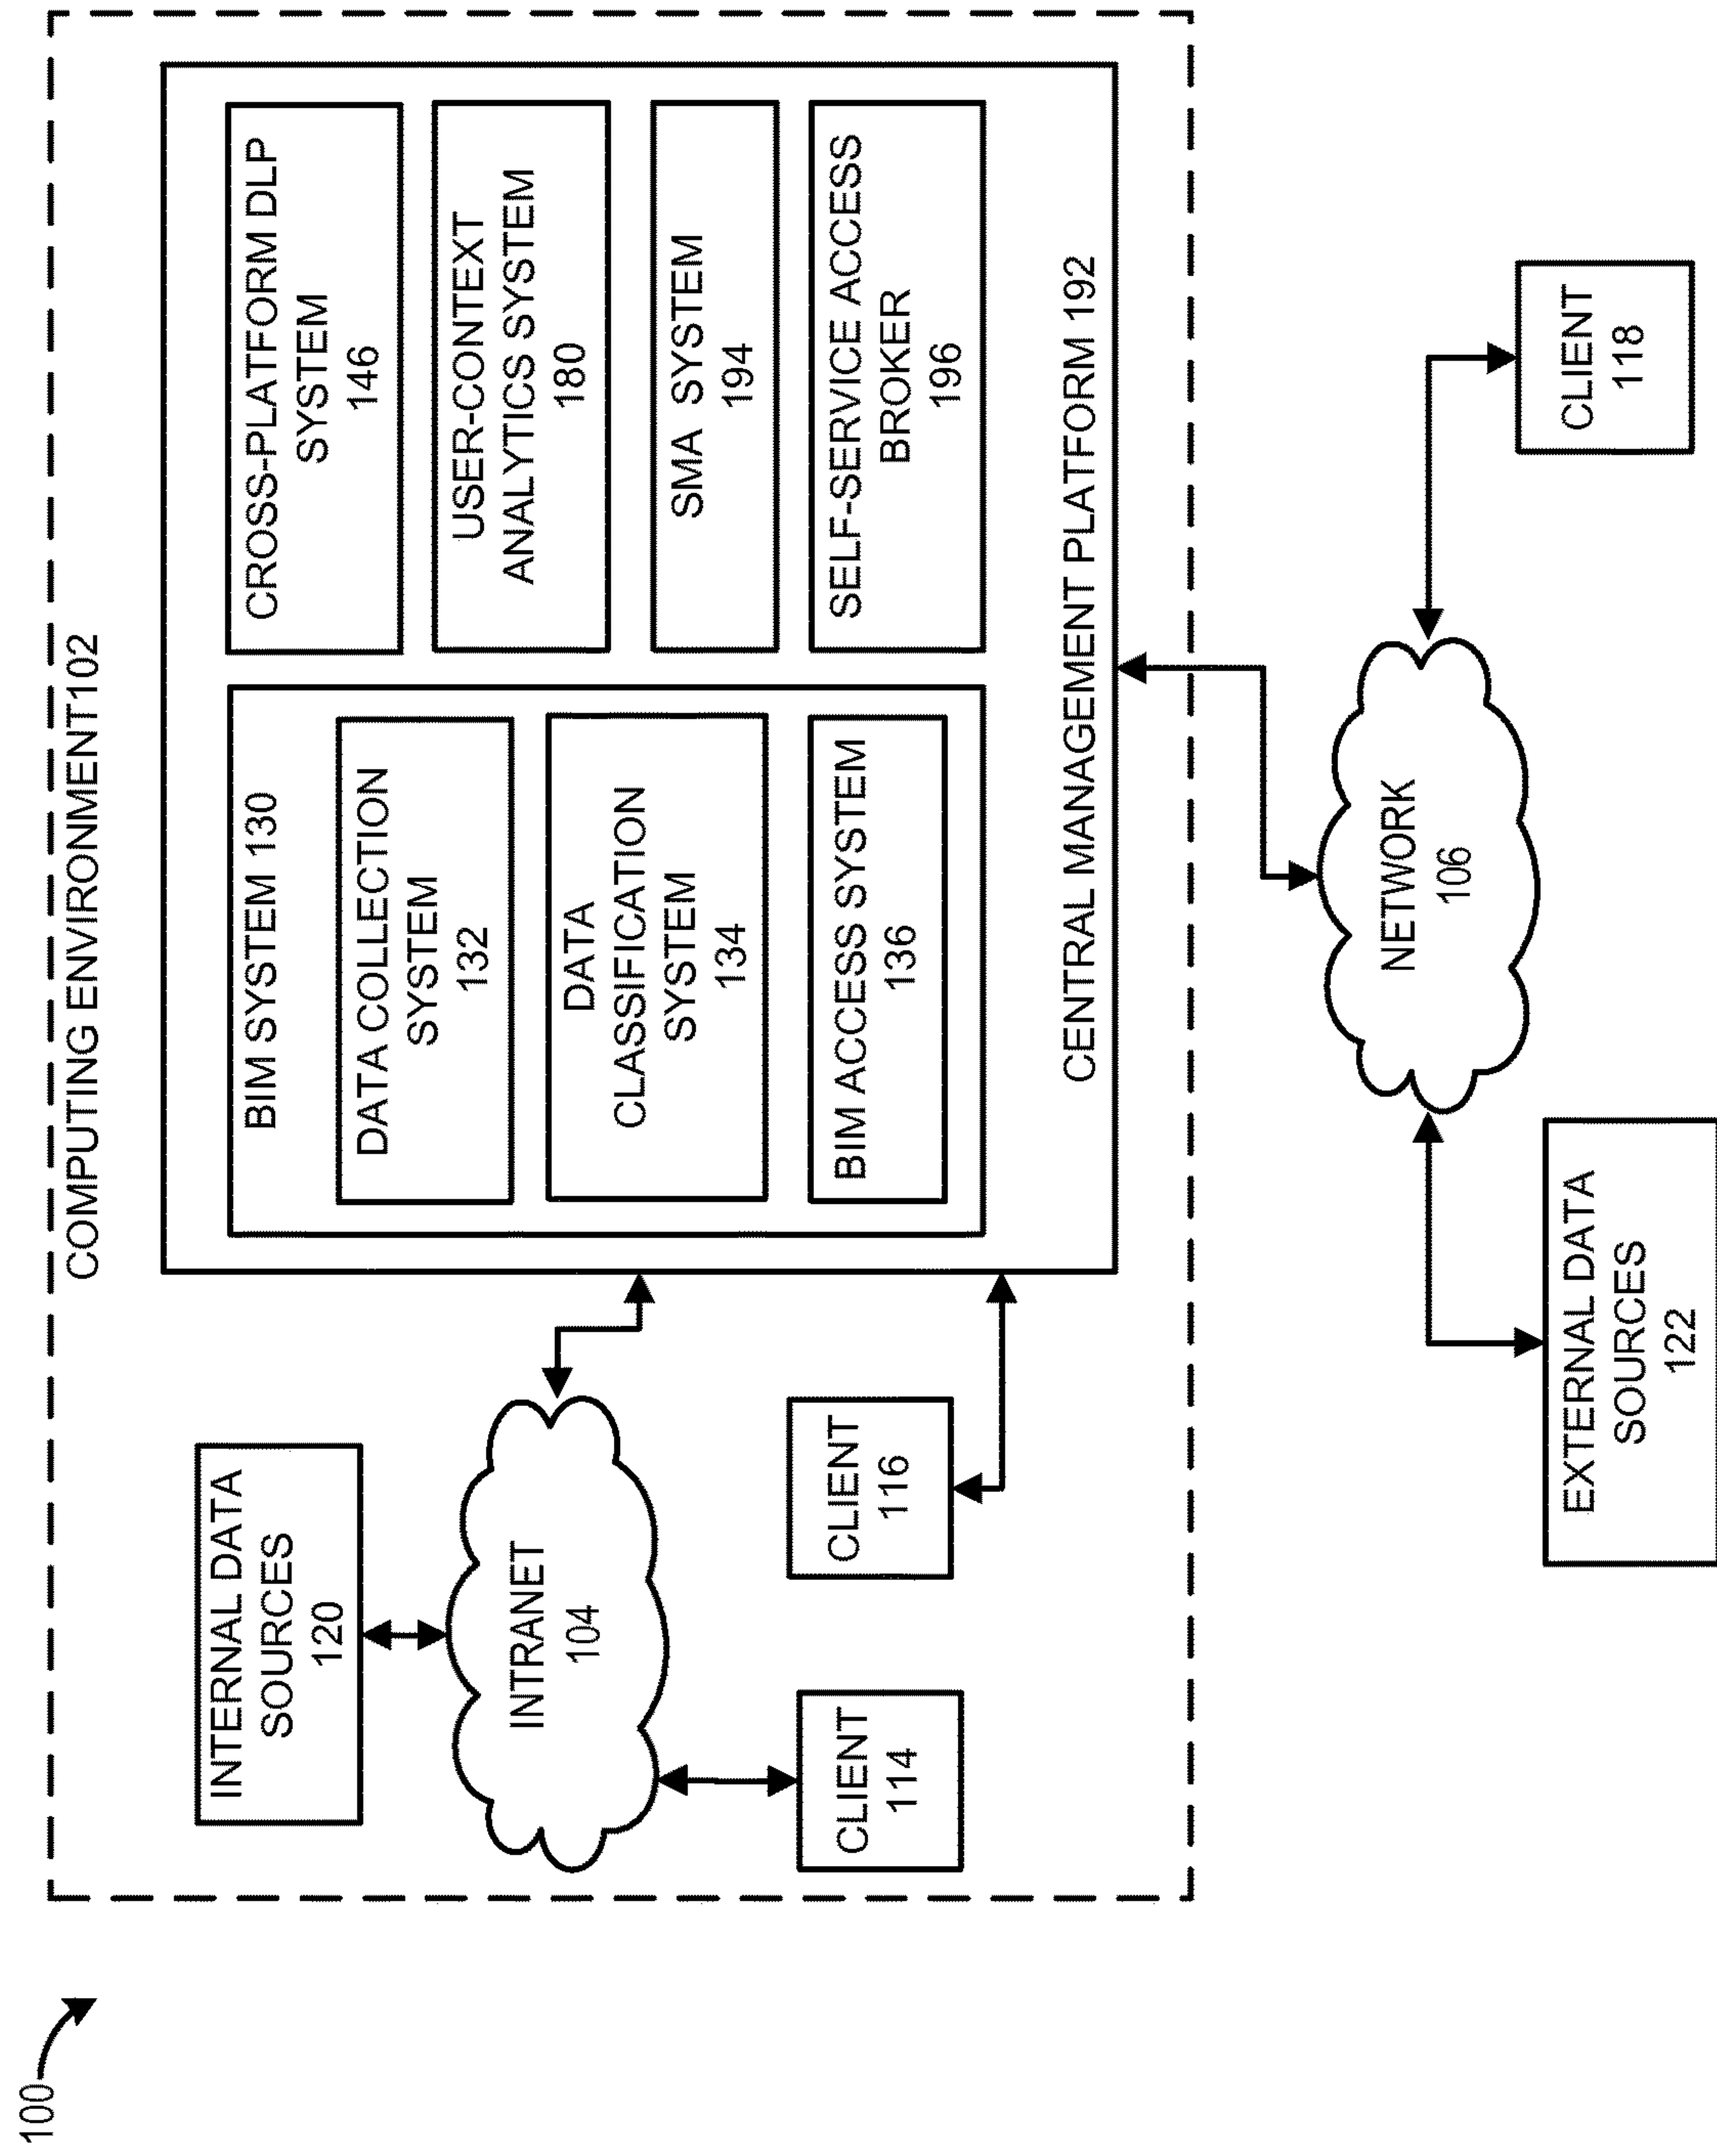 100
COMPUTING ENVIRONMENT102
INTERNAL DATA
SOURCES
120
INTRANET
104
CLIENT
114
CLIENT
116
BIM SYSTEM 130
DATA COLLECTION
SYSTEM
132
DATA
CLASSIFICATION
SYSTEM
134
BIM ACCESS SYSTEM
136
CROSS-PLATFORM DLP
SYSTEM
146
USER-CONTEXT
ANALYTICS SYSTEM
180
SMA SYSTEM
194
SELF-SERVICE ACCESS
BROKER
196
CENTRAL MANAGEMENT PLATFORM 192
NETWORK
106
EXTERNAL DATA
SOURCES
122
CLIENT
118